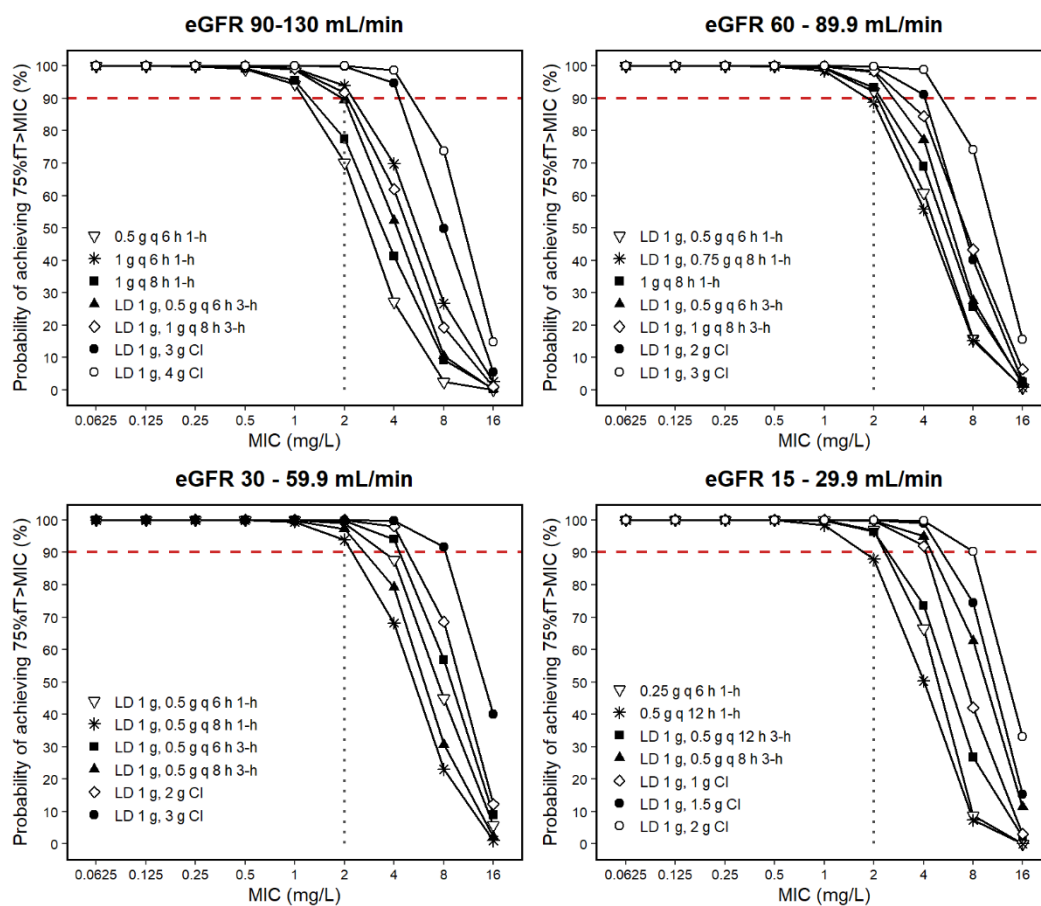 eGFR 90-130 mL/min
Probability of achieving 75%fT>MIC (%)
100
90
80
70
60
50
40
30
20
10
0
0.5 g q 6 h 1-h
1 g q 6 h 1-h
1 g q 8 h 1-h
LD 1 g, 0.5 g q 6 h 3-h
LD 1 g, 1 g q 8 h 3-h
LD 1 g, 3 g CI
LD 1 g, 4 g CI
0.0625 0.125 0.25 0.5 1 2 4 8 16
MIC (mg/L)
eGFR 60 - 89.9 mL/min
Probability of achieving 75%fT>MIC (%)
100
90
80
70
60
50
40
30
20
10
0
LD 1 g, 0.5 g q 6 h 1-h
LD 1 g, 0.75 g q 8 h 1-h
1 g q 8 h 1-h
LD 1 g, 0.5 g q 6 h 3-h
LD 1 g, 1 g q 8 h 3-h
LD 1 g, 2 g CI
LD 1 g, 3 g CI
0.0625 0.125 0.25 0.5 1 2 4 8 16
MIC (mg/L)
eGFR 30 - 59.9 mL/min
Probability of achieving 75%fT>MIC (%)
100
90
80
70
60
50
40
30
20
10
0
LD 1 g, 0.5 g q 6 h 1-h
LD 1 g, 0.5 g q 8 h 1-h
LD 1 g, 0.5 g q 6 h 3-h
LD 1 g, 0.5 g q 8 h 3-h
LD 1 g, 2 g CI
LD 1 g, 3 g CI
0.0625 0.125 0.25 0.5 1 2 4 8 16
MIC (mg/L)
eGFR 15 - 29.9 mL/min
Probability of achieving 75%fT>MIC (%)
100
90
80
70
60
50
40
30
20
10
0
0.25 g q 6 h 1-h
0.5 g q 12 h 1-h
LD 1 g, 0.5 g q 12 h 3-h
LD 1 g, 0.5 g q 8 h 3-h
LD 1 g, 1 g CI
LD 1 g, 1.5 g CI
LD 1 g, 2 g CI
0.0625 0.125 0.25 0.5 1 2 4 8 16
MIC (mg/L)